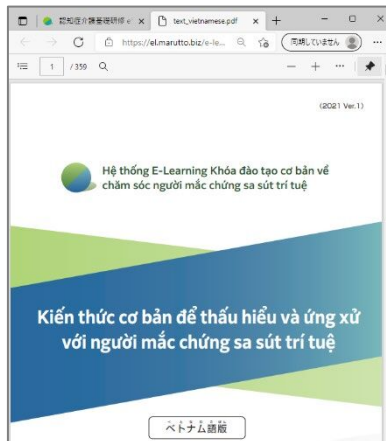 認知症介護基礎研修 e
text_vietnamese.pdf
https://el.marutto.biz/e-le...
同期していません
1 / 359
(2021 Ver.1)
Hệ thống E-Learning Khóa đào tạo cơ bản về
chăm sóc người mắc chứng sa sút trí tuệ
Kiến thức cơ bản để thấu hiểu và ứng xử
với người mắc chứng sa sút trí tuệ
ベトナム語版